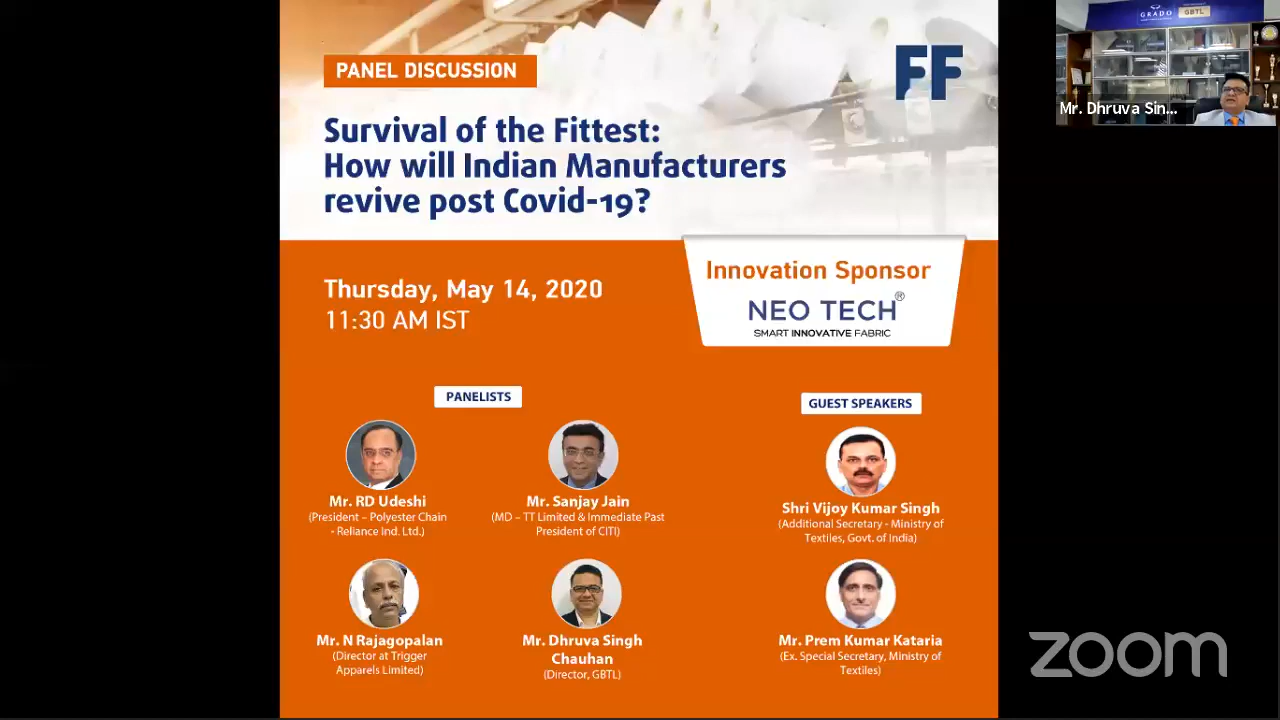 PANEL DISCUSSION
FF
Survival of the Fittest:
How will Indian Manufacturers
revive post Covid-19?
Thursday, May 14, 2020
11:30 AM IST
Innovation Sponsor
NEO TECH®
SMART INNOVATIVE FABRIC
PANELISTS
Mr. RD Udeshi
(President – Polyester Chain
- Reliance Ind. Ltd.)
Mr. Sanjay Jain
(MD – TT Limited & Immediate Past
President of CITI)
Mr. N Rajagopalan
(Director at Trigger
Apparels Limited)
Mr. Dhruva Singh
Chauhan
(Director, GBTL)
GUEST SPEAKERS
Shri Vijoy Kumar Singh
(Additional Secretary - Ministry of
Textiles, Govt. of India)
Mr. Prem Kumar Kataria
(Ex. Special Secretary, Ministry of
Textiles)
GRADO
GBTL
Mr. Dhruva Sin...
zoom